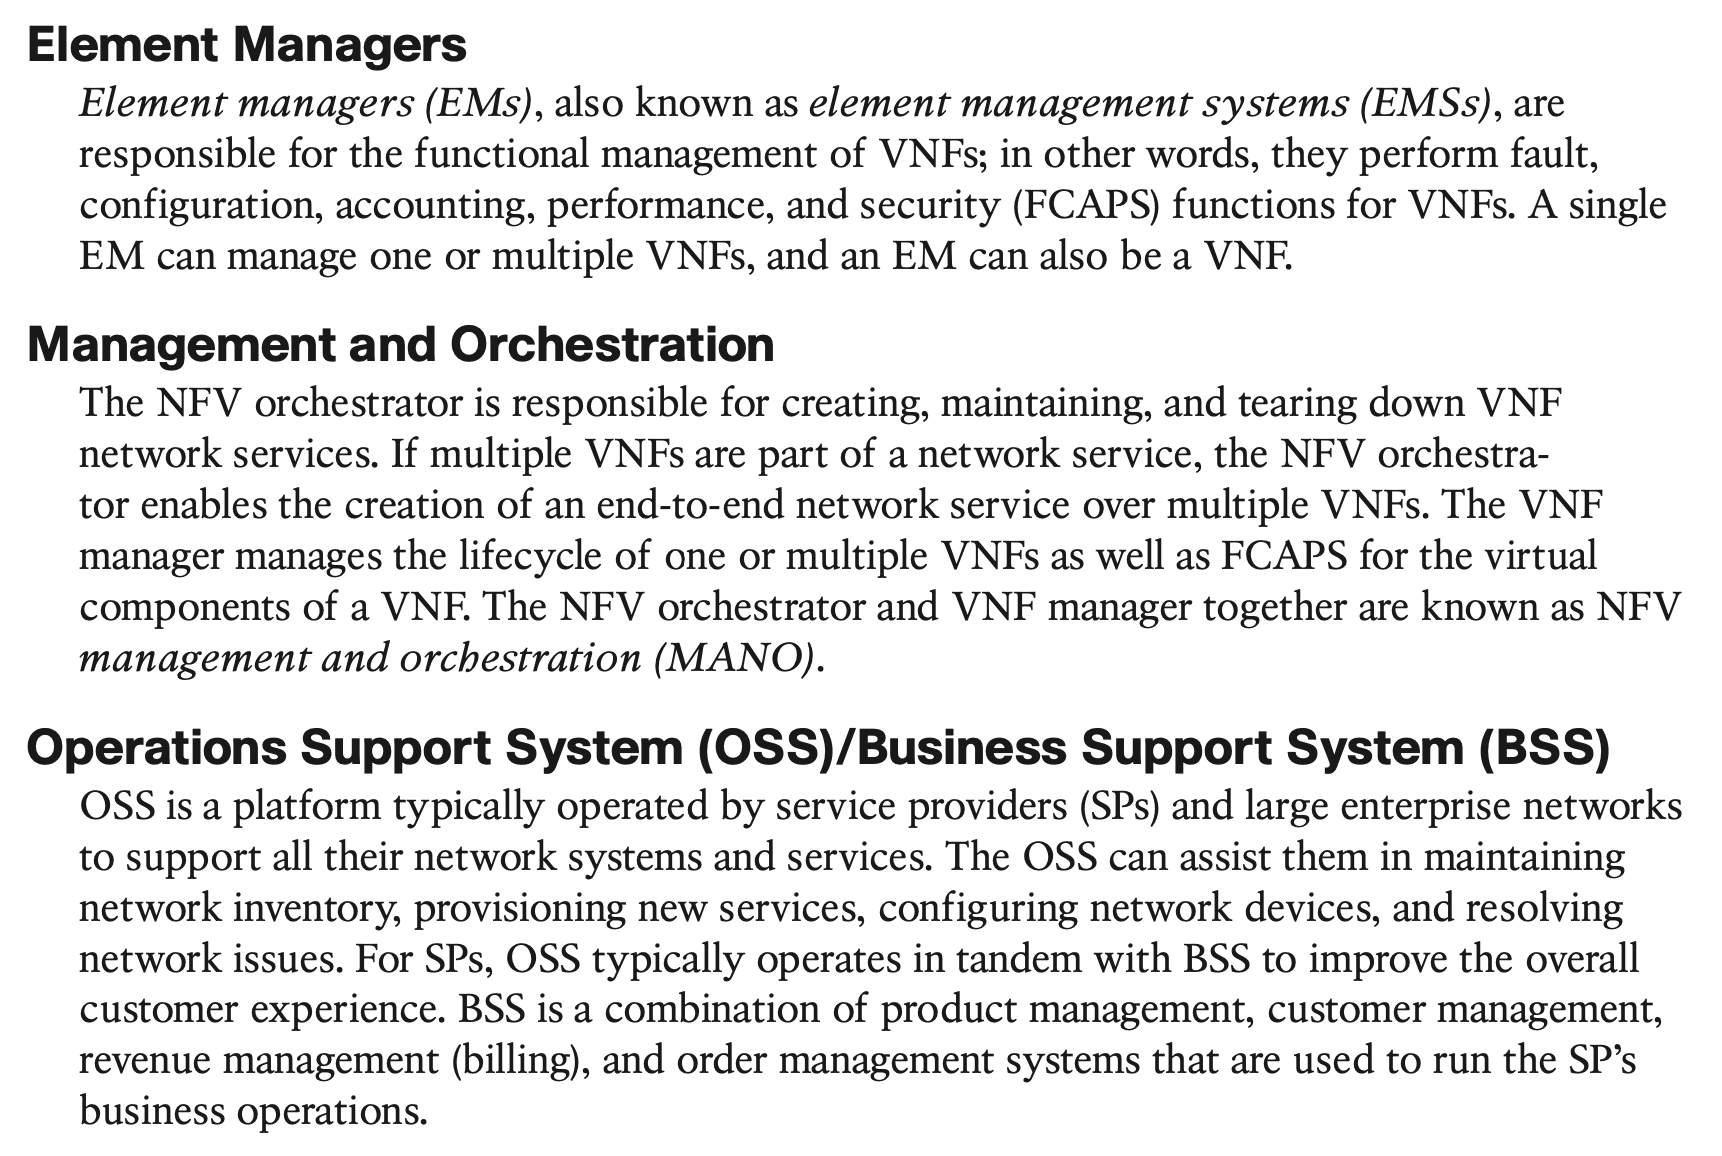 Element Managers
Element managers (EMs), also known as element management systems (EMSs), are
responsible for the functional management of VNFs; in other words, they perform fault,
configuration, accounting, performance, and security (FCAPS) functions for VNFs. A single
EM can manage one or multiple VNFs, and an EM can also be a VNF.
Management and Orchestration
The NFV orchestrator is responsible for creating, maintaining, and tearing down VNF
network services. If multiple VNFs are part of a network service, the NFV orchestra-
tor enables the creation of an end-to-end network service over multiple VNFs. The VNF
manager manages the lifecycle of one or multiple VNFs as well as FCAPS for the virtual
components of a VNF. The NFV orchestrator and VNF manager together are known as NFV
management and orchestration (MANO).
Operations Support System (OSS)/Business Support System (BSS)
OSS is a platform typically operated by service providers (SPs) and large enterprise networks
to support all their network systems and services. The OSS can assist them in maintaining
network inventory, provisioning new services, configuring network devices, and resolving
network issues. For SPs, OSS typically operates in tandem with BSS to improve the overall
customer experience. BSS is a combination of product management, customer management,
revenue management (billing), and order management systems that are used to run the SP’s
business operations.